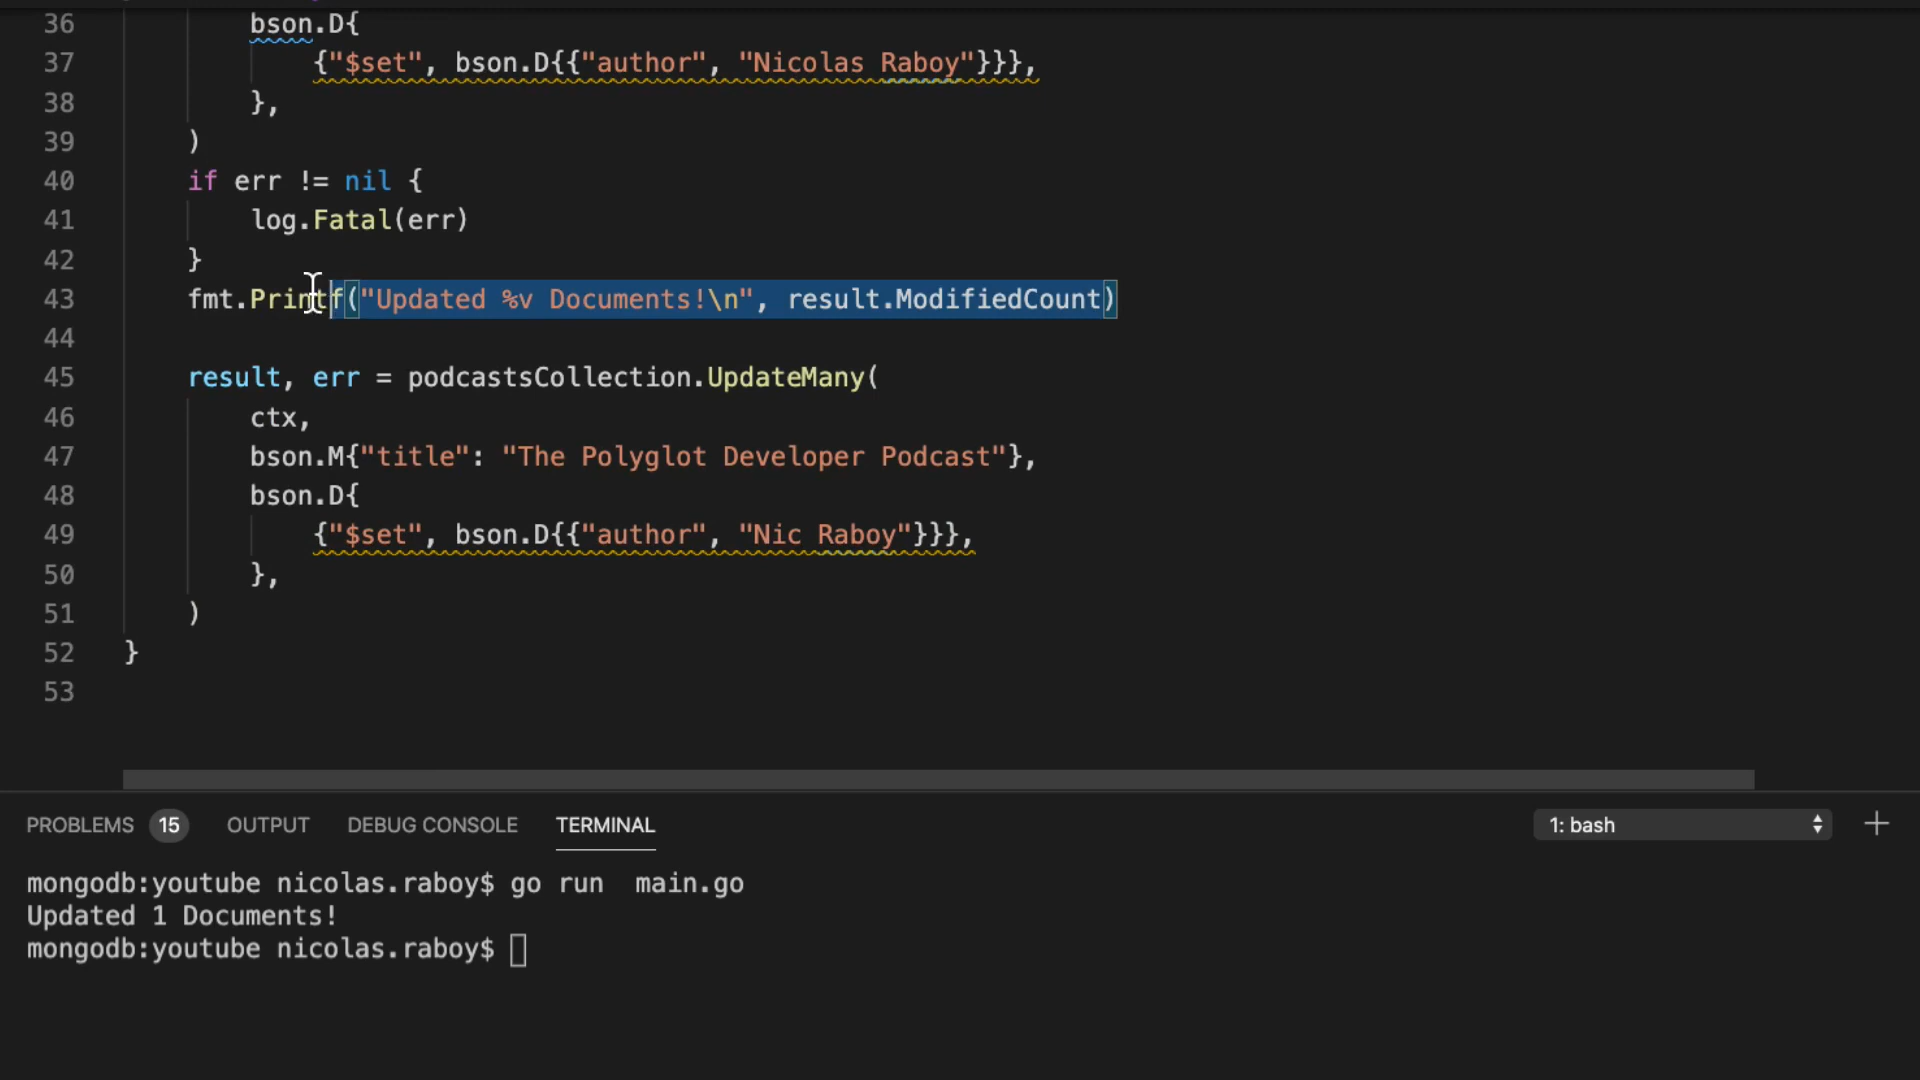 36 bson.D{
37 {"$set", bson.D{{"author", "Nicolas Raboy"}}},
38 },
39 )
40 if err != nil {
41 log.Fatal(err)
42 }
43 fmt.Printf("Updated %v Documents!\n", result.ModifiedCount)
44
45 result, err = podcastsCollection.UpdateMany(
46 ctx,
47 bson.M{"title": "The Polyglot Developer Podcast"},
48 bson.D{
49 {"$set", bson.D{{"author", "Nic Raboy"}}},
50 },
51 )
52 }
53
PROBLEMS 15 OUTPUT DEBUG CONSOLE TERMINAL 1: bash
mongodb:youtube nicolas.raboy$ go run  main.go
Updated 1 Documents!
mongodb:youtube nicolas.raboy$